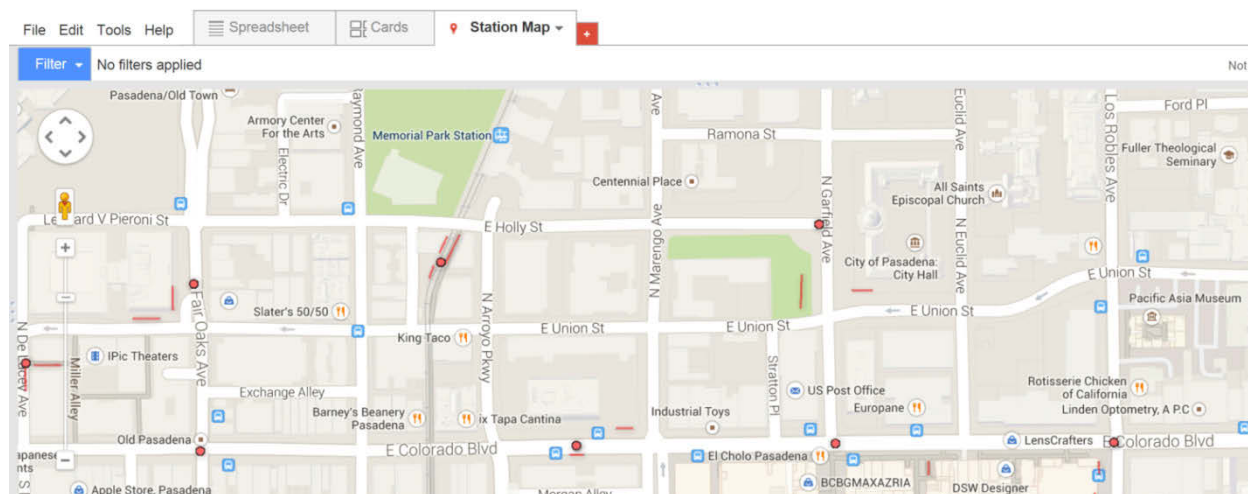 File Edit Tools Help
Spreadsheet
Cards
Station Map
+
Filter
No filters applied
Not
Pasadena/Old Town
Armory Center
For the Arts
Electric Dr
Raymond Ave
Memorial Park Station
Ave
Ramona St
Euclid Ave
Los Robles Ave
Ford Pl
Fuller Theological
Seminary
Centennial Place
All Saints
Episcopal Church
N Garfield Ave
N Euclid Ave
E Holly St
N Marengo Ave
City of Pasadena:
City Hall
E Union St
Pacific Asia Museum
Fair Oaks Ave
Slater's 50/50
N Arroyo Pkwy
King Taco
E Union St
E Union St
N De Lacey Ave
Miller Alley
IPic Theaters
Exchange Alley
Stratton Pl
US Post Office
Europane
Rotisserie Chicken
of California
Linden Optometry, A P.C
Barney's Beanery
Pasadena
ix Tapa Cantina
Industrial Toys
Old Pasadena
E Colorado Blvd
LensCrafters
E Colorado Blvd
El Cholo Pasadena
BCBGMAXAZRIA
DSW Designer
Apple Store, Pasadena
Morgan Alley